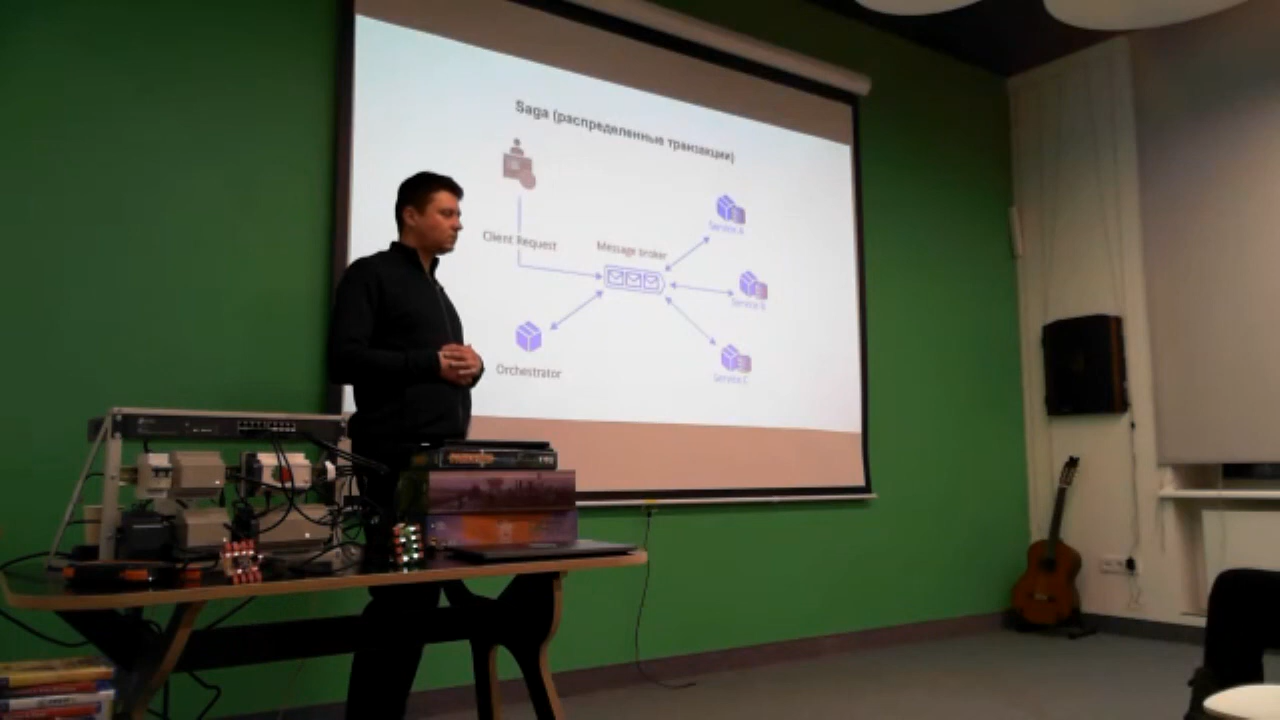 Saga (распределенные транзакции)
Client Request
Message broker
Service A
Service B
Service C
Orchestrator